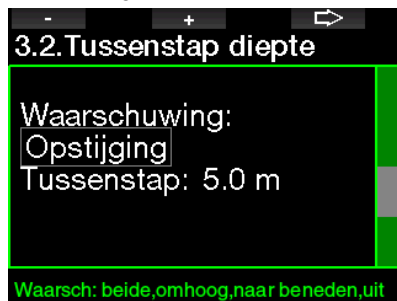 - + ⇨
3.2.Tussenstap diepte
Waarschuwing:
Opstijging
Tussenstap: 5.0 m
Waarsch: beide,omhoog,naar beneden,uit